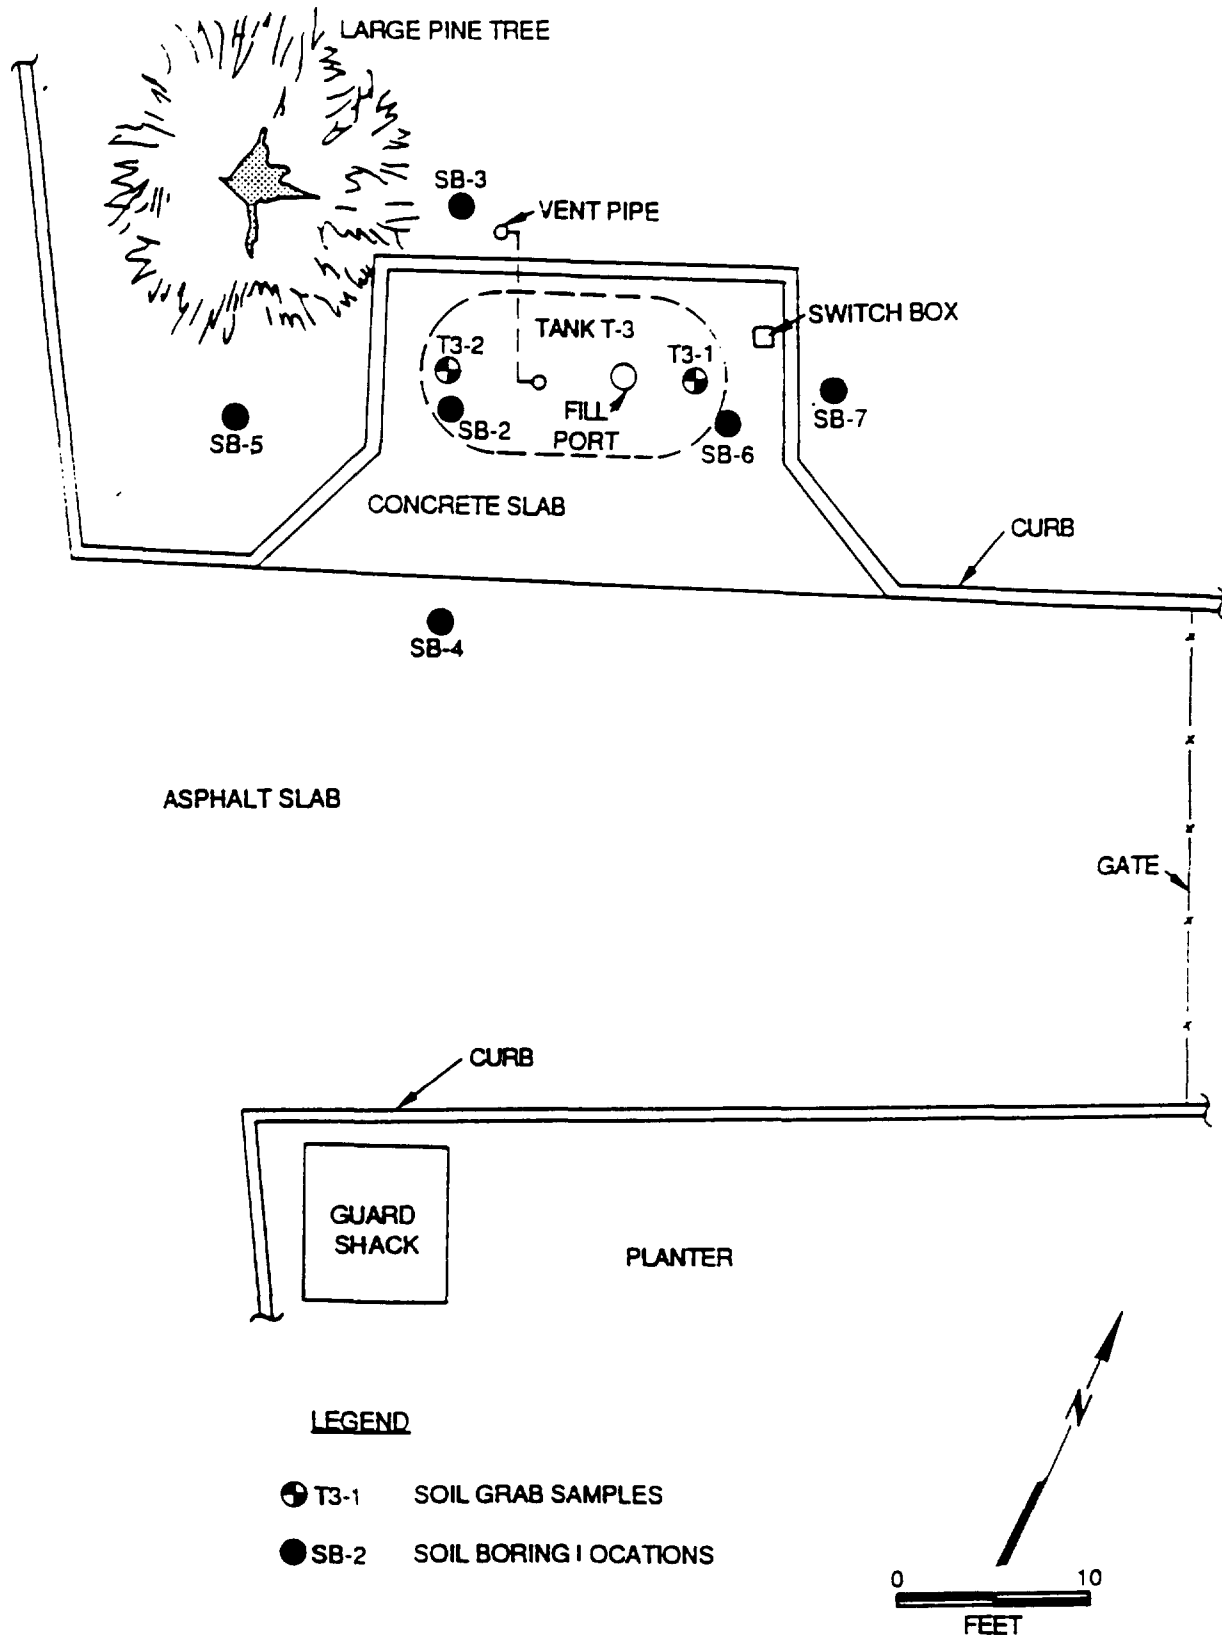 LARGE PINE TREE
SB-3
VENT PIPE
SWITCH BOX
TANK T-3
T3-2
T3-1
FILL
PORT
SB-2
SB-6
SB-7
SB-5
CONCRETE SLAB
CURB
SB-4
ASPHALT SLAB
GATE
CURB
GUARD
SHACK
PLANTER
N
LEGEND
T3-1 SOIL GRAB SAMPLES
SB-2 SOIL BORING LOCATIONS
0 10
FEET